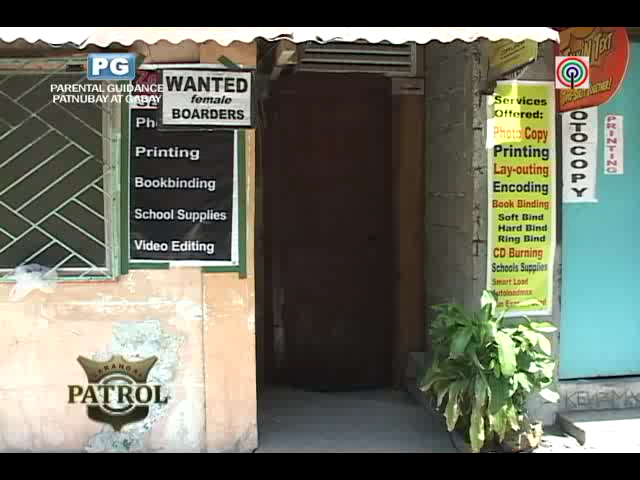 PG
PARENTAL GUIDANCE
PATNUBAY AT GABAY
WANTED
female
BOARDERS
Printing
Bookbinding
School Supplies
Video Editing
Services
Offered:
Photo Copy
Printing
Lay-outing
Encoding
Book Binding
Soft Bind
Hard Bind
Ring Bind
CD Burning
Schools Supplies
Smart Load
Autoloadmax
OTOCOPY
PRINTING
BARANGAY
PATROL